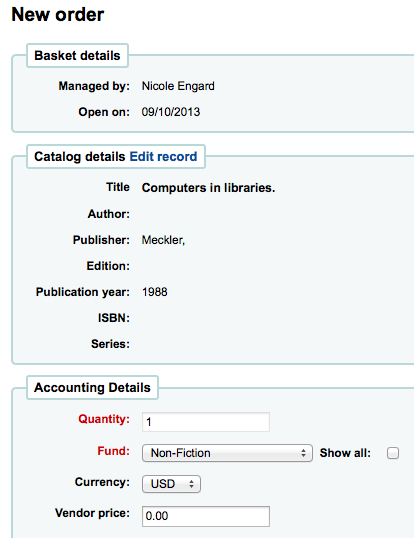 New order
Basket details
Managed by: Nicole Engard
Open on: 09/10/2013
Catalog details Edit record
Title Computers in libraries.
Author:
Publisher: Meckler,
Edition:
Publication year: 1988
ISBN:
Series:
Accounting Details
Quantity: 1
Fund: Non-Fiction Show all:
Currency: USD
Vendor price: 0.00